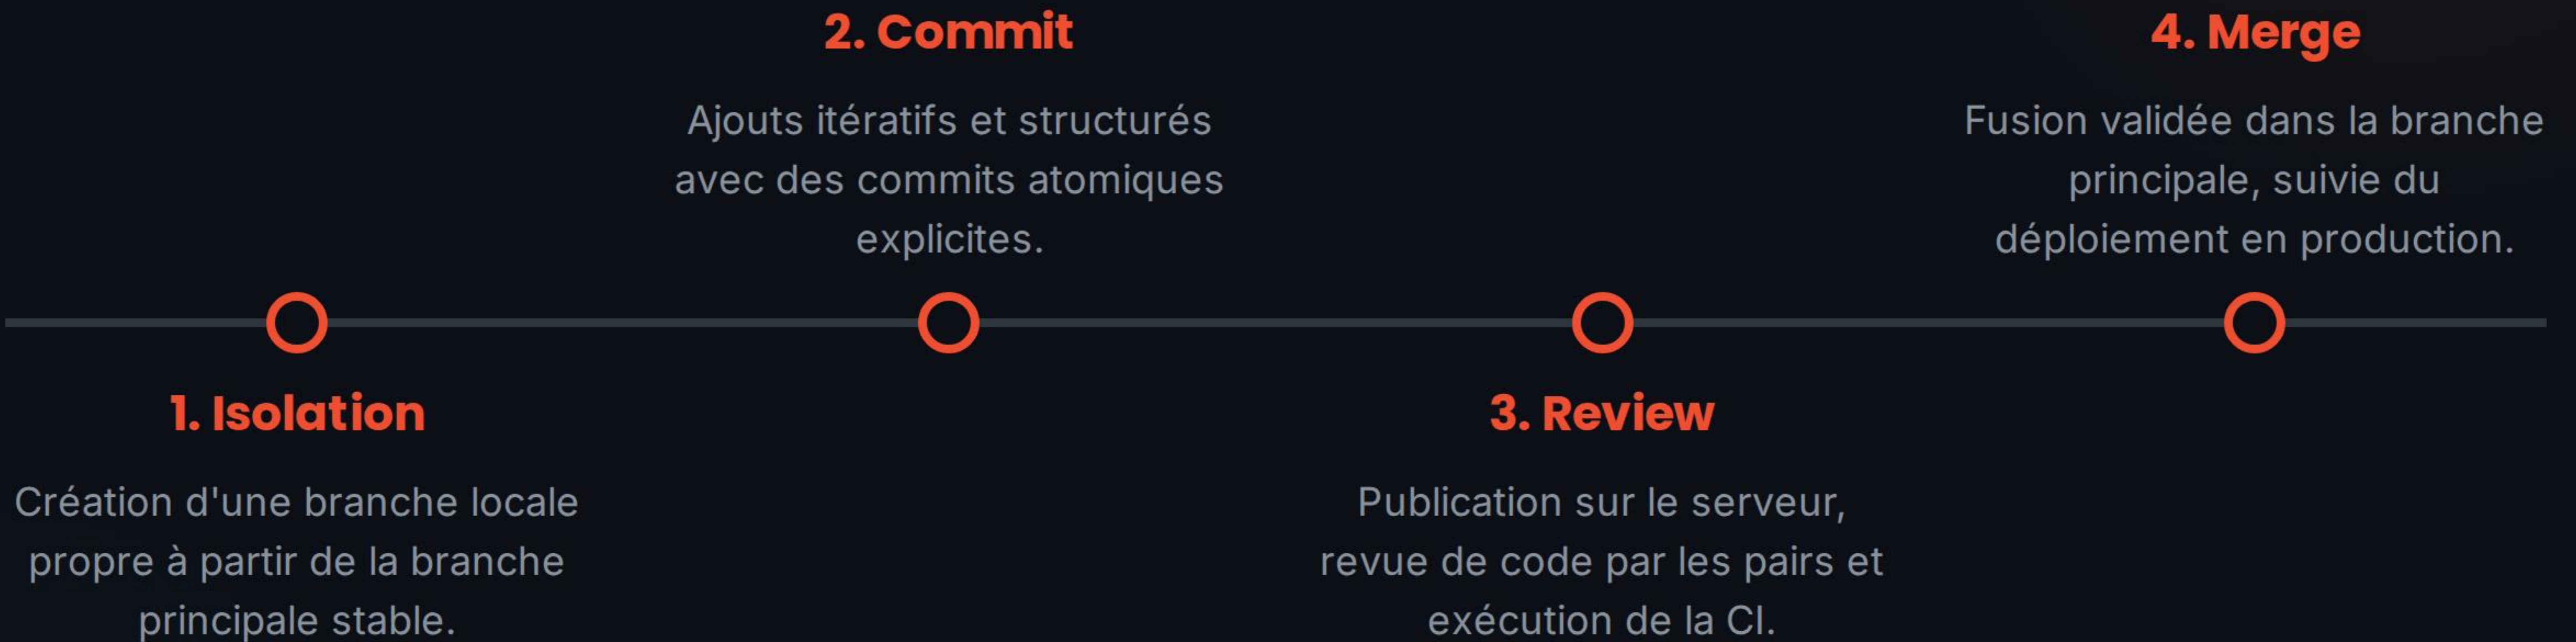 1. Isolation
Création d'une branche locale
propre à partir de la branche
principale stable.
2. Commit
Ajouts itératifs et structurés
avec des commits atomiques
explicites.
3. Review
Publication sur le serveur,
revue de code par les pairs et
exécution de la CI.
4. Merge
Fusion validée dans la branche
principale, suivie du
déploiement en production.